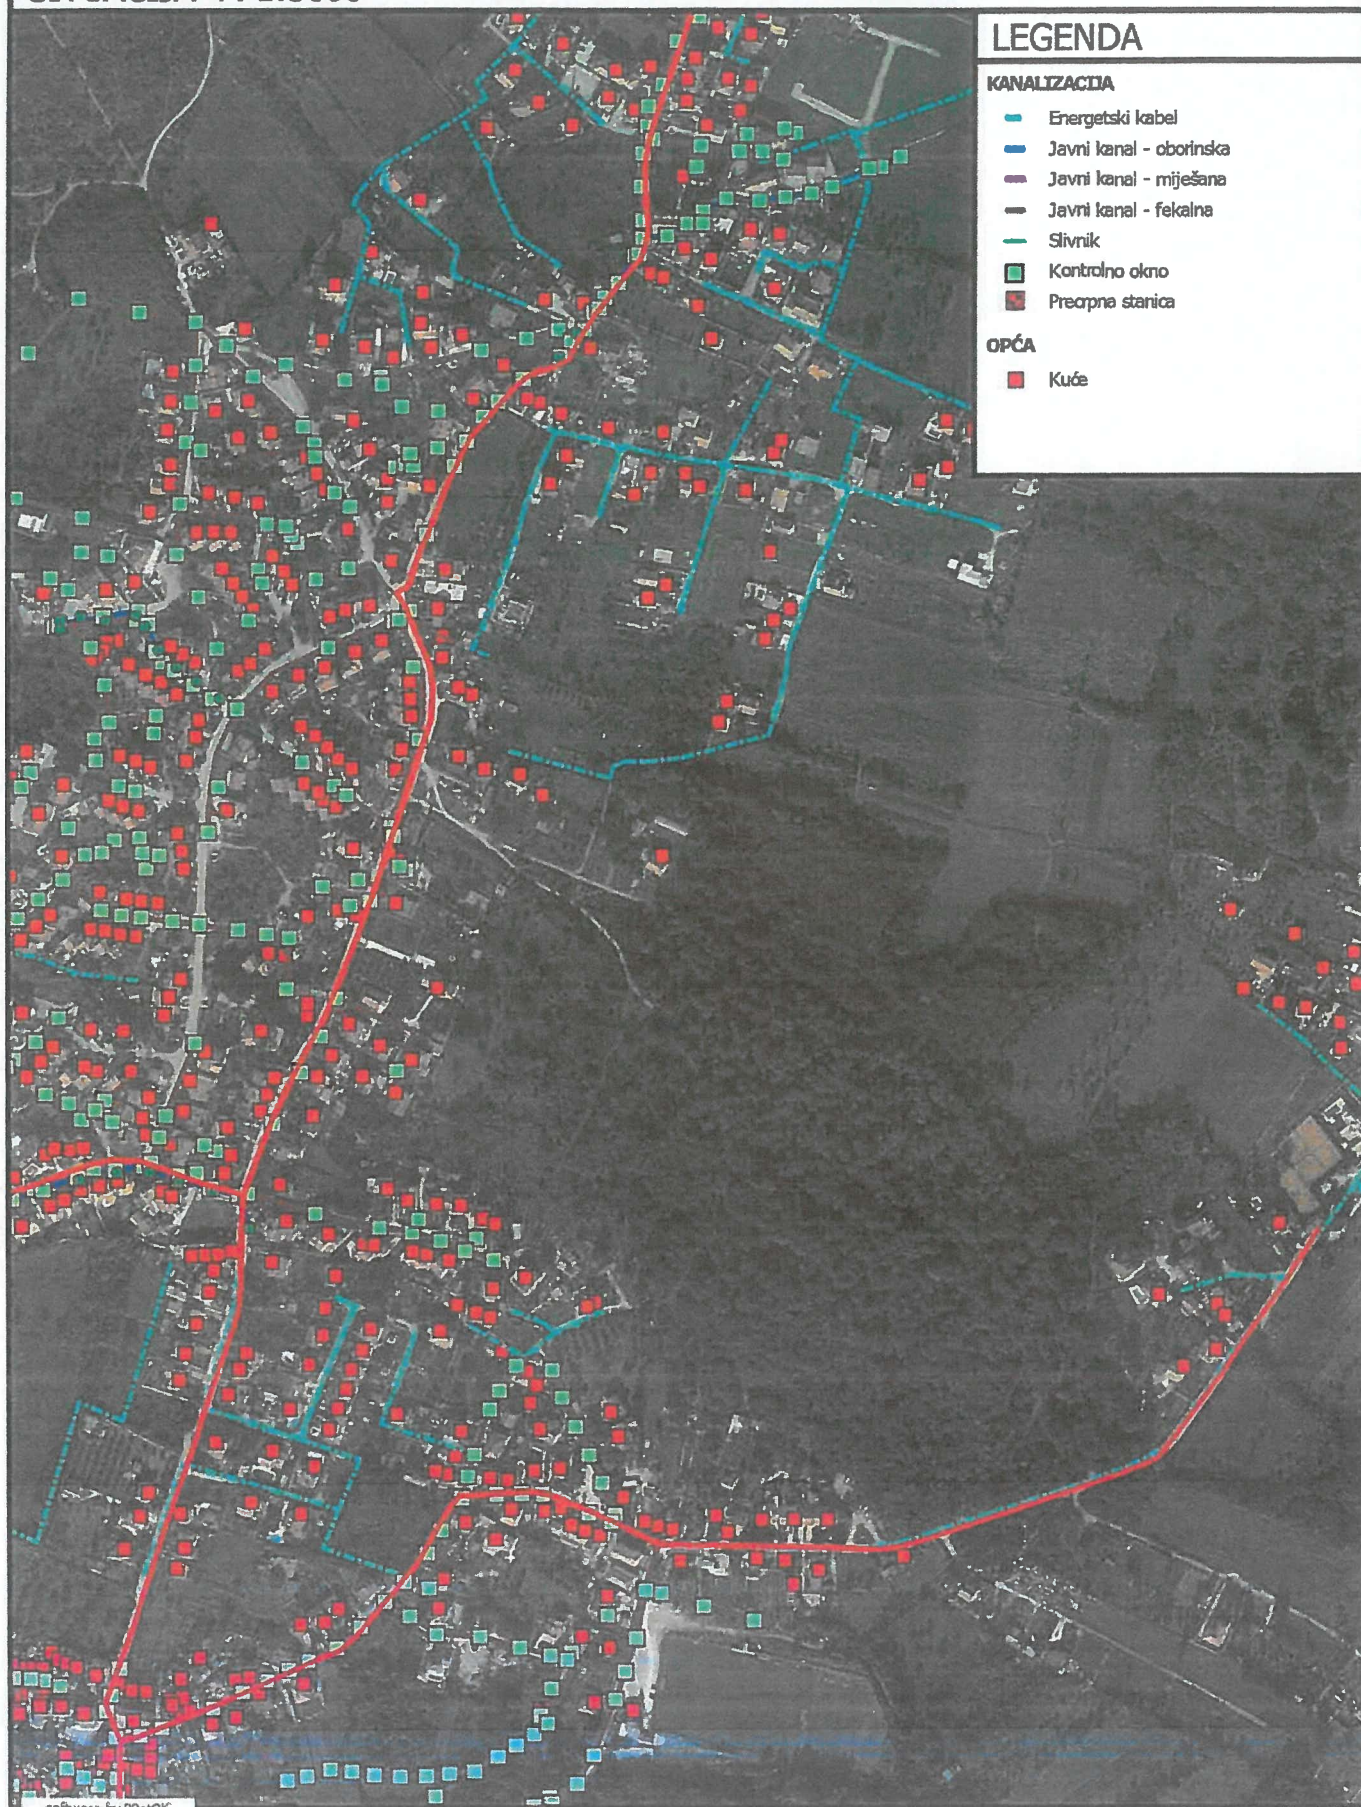 LEGENDA
KANALIZACIJA
Energetski kabel
Javni kanal - oborinska
Javni kanal - miješana
Javni kanal - fekalna
Slivnik
Kontrolno okno
Precrpna stanica
OPĆA
Kuće